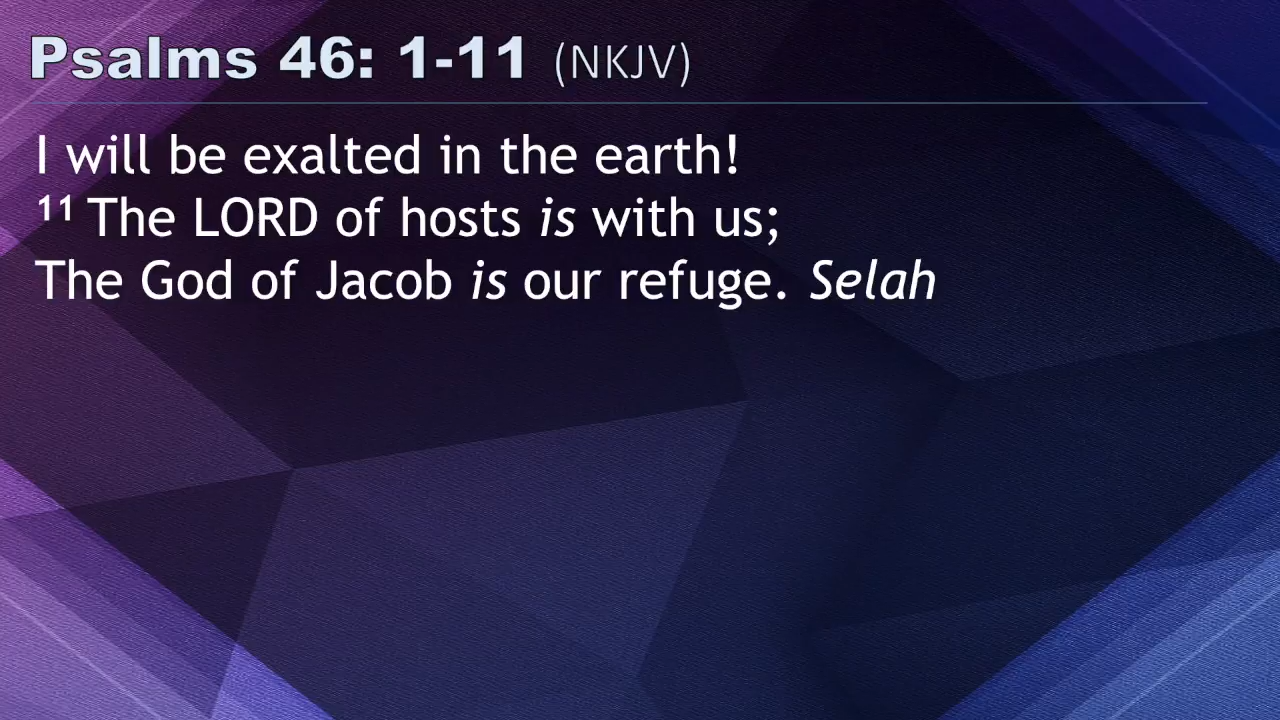 Psalms 46: 1-11 (NKJV)
I will be exalted in the earth!
11 The LORD of hosts is with us;
The God of Jacob is our refuge. Selah